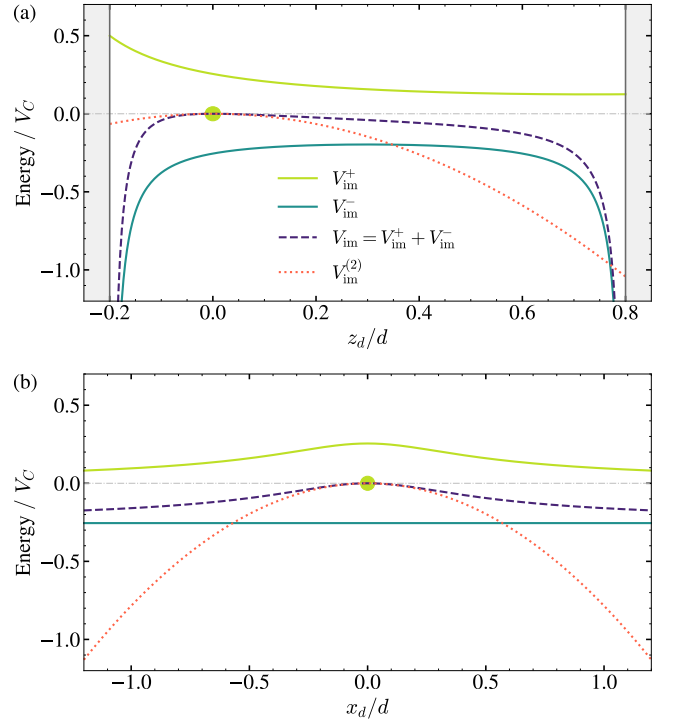 (a)
0.5
0.0
−0.5
−1.0
Energy / V_C
V_im^+
V_im^−
V_im = V_im^+ + V_im^−
V_im^(2)
−0.2 0.0 0.2 0.4 0.6 0.8
z_d/d
(b)
0.5
0.0
−0.5
−1.0
Energy / V_C
−1.0 −0.5 0.0 0.5 1.0
x_d/d